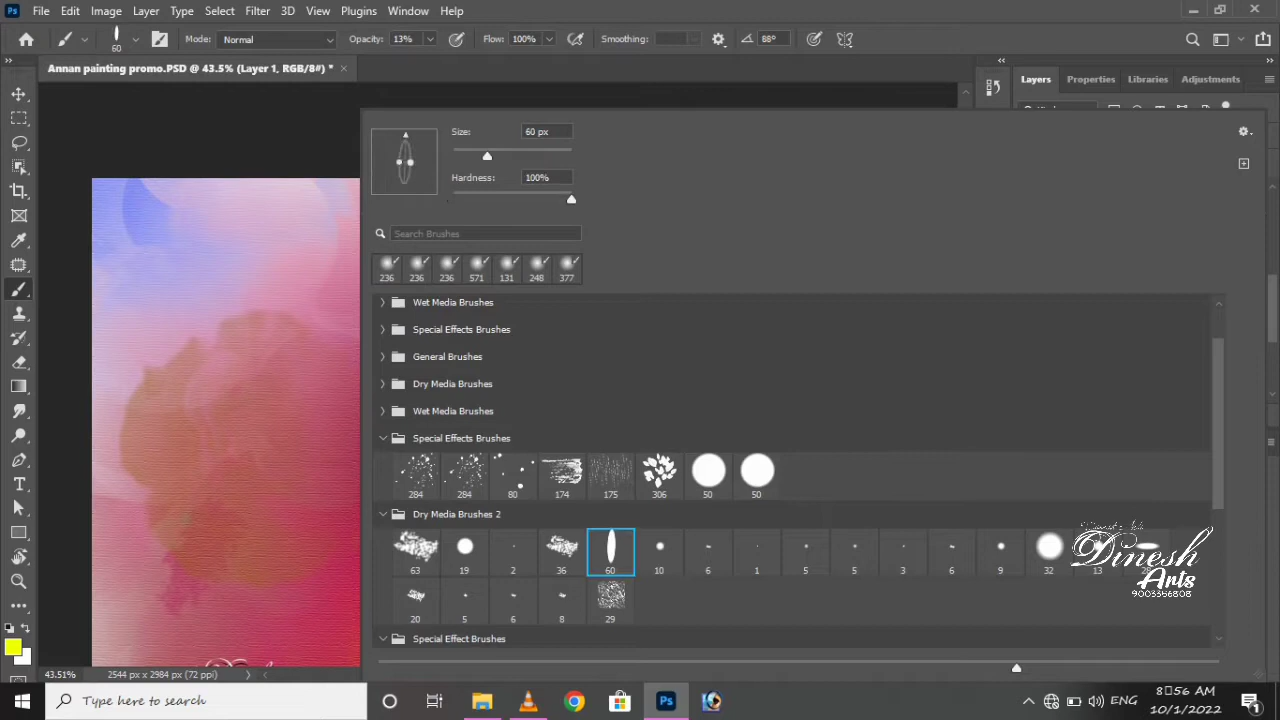 File Edit Image Layer Type Select Filter 3D View Plugins Window Help
60 Mode: Normal Opacity: 13% Flow: 100% Smoothing: 88°
Annan painting promo.PSD @ 43.5% (Layer 1, RGB/8#) * ×
Layers Properties Libraries Adjustments
Size: 60 px
Hardness: 100%
Search Brushes
236 236 236 571 131 248 377
Wet Media Brushes
Special Effects Brushes
General Brushes
Dry Media Brushes
Wet Media Brushes
Special Effects Brushes
284 284 80 174 175 306 50 50
Dry Media Brushes 2
63 19 2 36 60 10 6 1 5 5 3 6 9 32 13
20 5 6 8 29
Dinesh
Arts
9003356808
Special Effect Brushes
43.51% 2544 px x 2984 px (72 ppi)
Type here to search
ENG
8:56 AM
10/1/2022
1